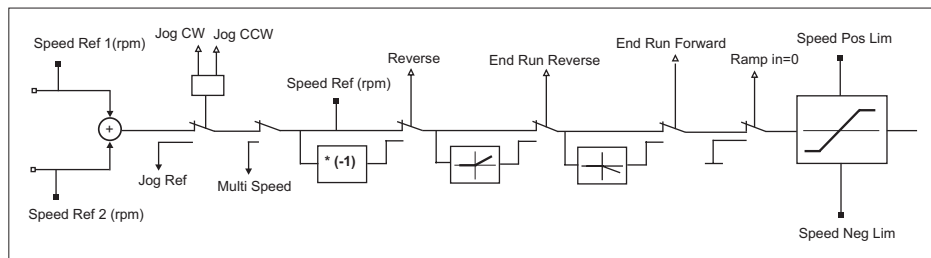 Jog CW
Jog CCW
Speed Ref 1(rpm)
Reverse
End Run Reverse
End Run Forward
Ramp in=0
Speed Pos Lim
Speed Ref (rpm)
+
* (-1)
Jog Ref
Multi Speed
Speed Ref 2 (rpm)
Speed Neg Lim